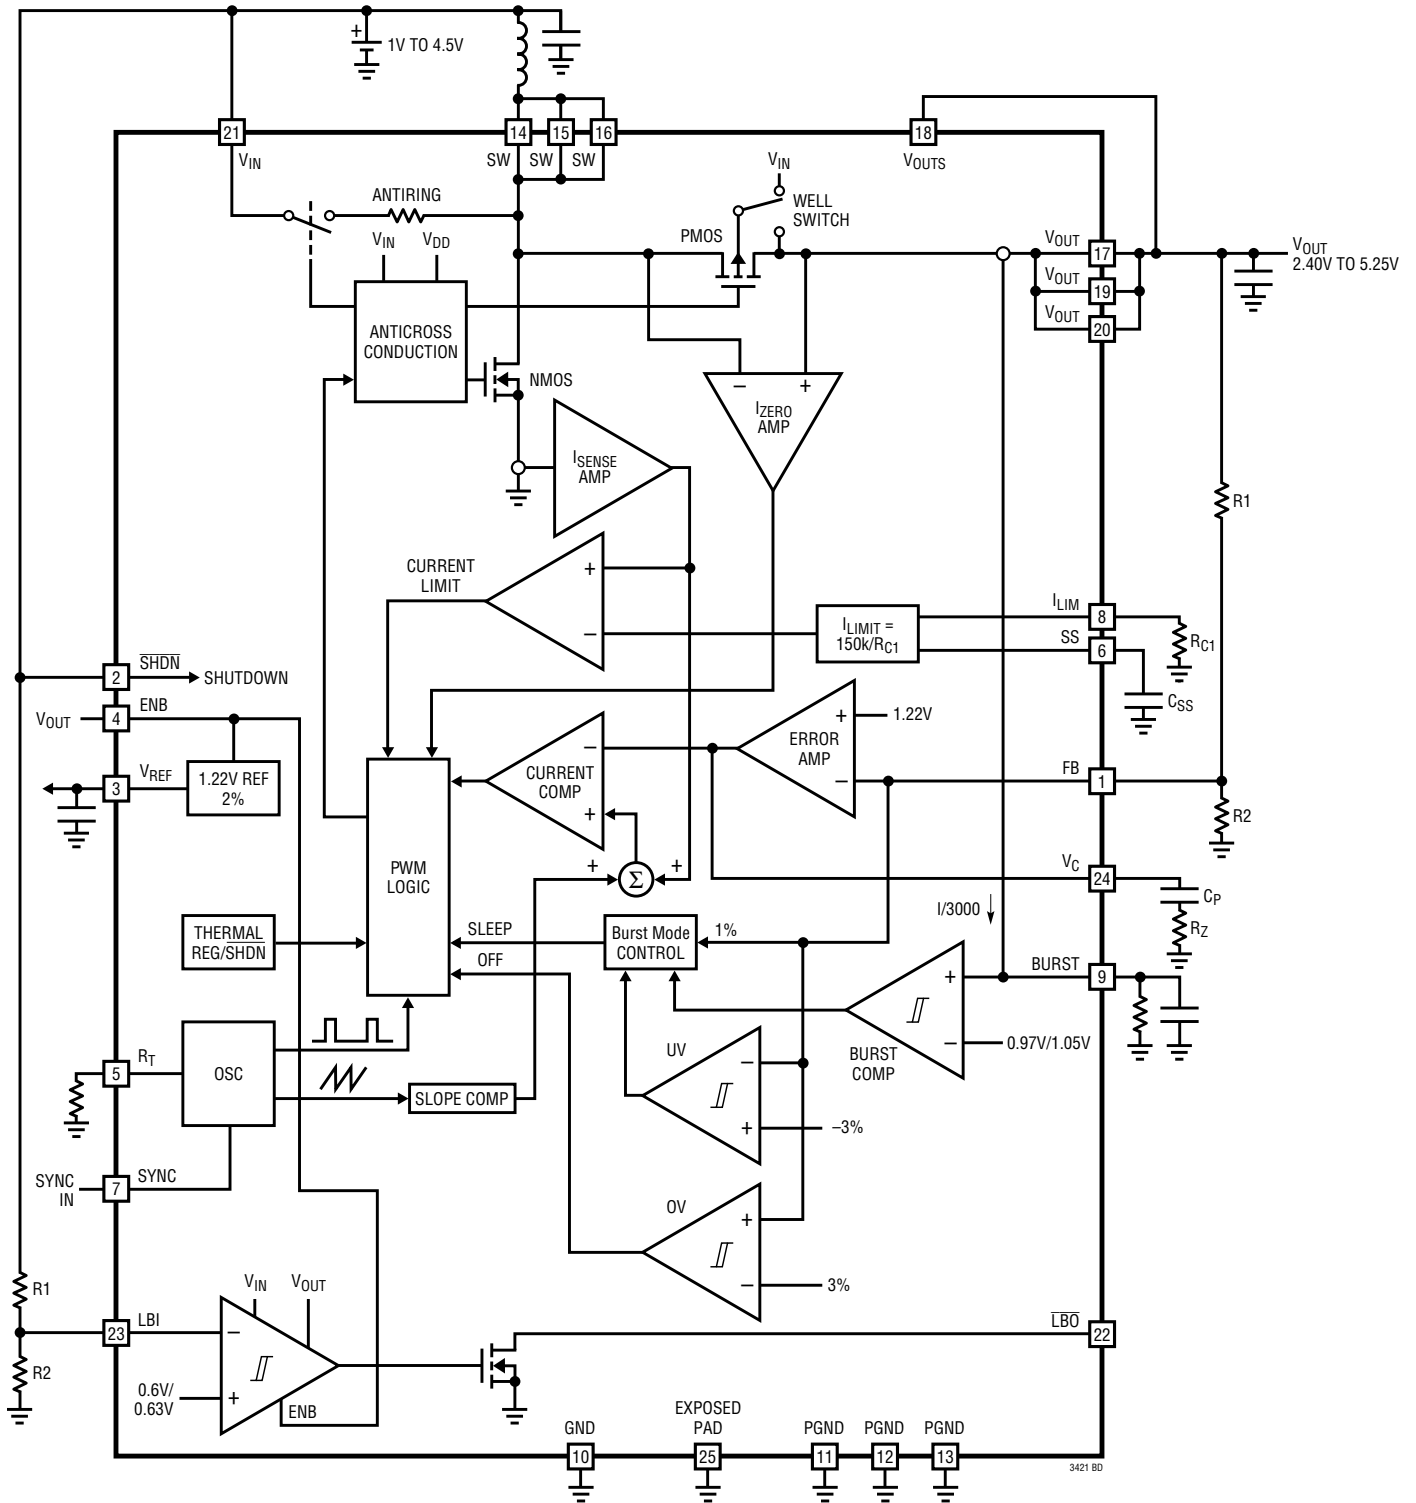 +
1V TO 4.5V
21
14
15
16
18
VIN
SW
SW
SW
VOUTS
VIN
WELL
SWITCH
ANTIRING
PMOS
VIN
VDD
VOUT
17
VOUT
2.40V TO 5.25V
VOUT
19
VOUT
20
ANTICROSS
CONDUCTION
NMOS
–
+
IZERO
AMP
ISENSE
AMP
R1
CURRENT
LIMIT
+
–
ILIMIT =
150k/RC1
ILIM
8
SS
6
RC1
CSS
SHDN
2
SHUTDOWN
ENB
VOUT
4
VREF
3
1.22V REF
2%
CURRENT
COMP
–
+
ERROR
AMP
+
–
1.22V
FB
1
R2
PWM
LOGIC
+
Σ
+
VC
24
CP
RZ
I/3000
THERMAL
REG/SHDN
SLEEP
OFF
Burst Mode
CONTROL
1%
BURST
9
+
–
0.97V/1.05V
BURST
COMP
RT
5
OSC
SLOPE COMP
UV
–
+
–3%
SYNC
IN
7
SYNC
OV
+
–
3%
R1
VIN
VOUT
LBI
23
–
+
R2
0.6V/
0.63V
ENB
LBO
22
GND
10
EXPOSED
PAD
25
PGND
11
PGND
12
PGND
13
3421 BD